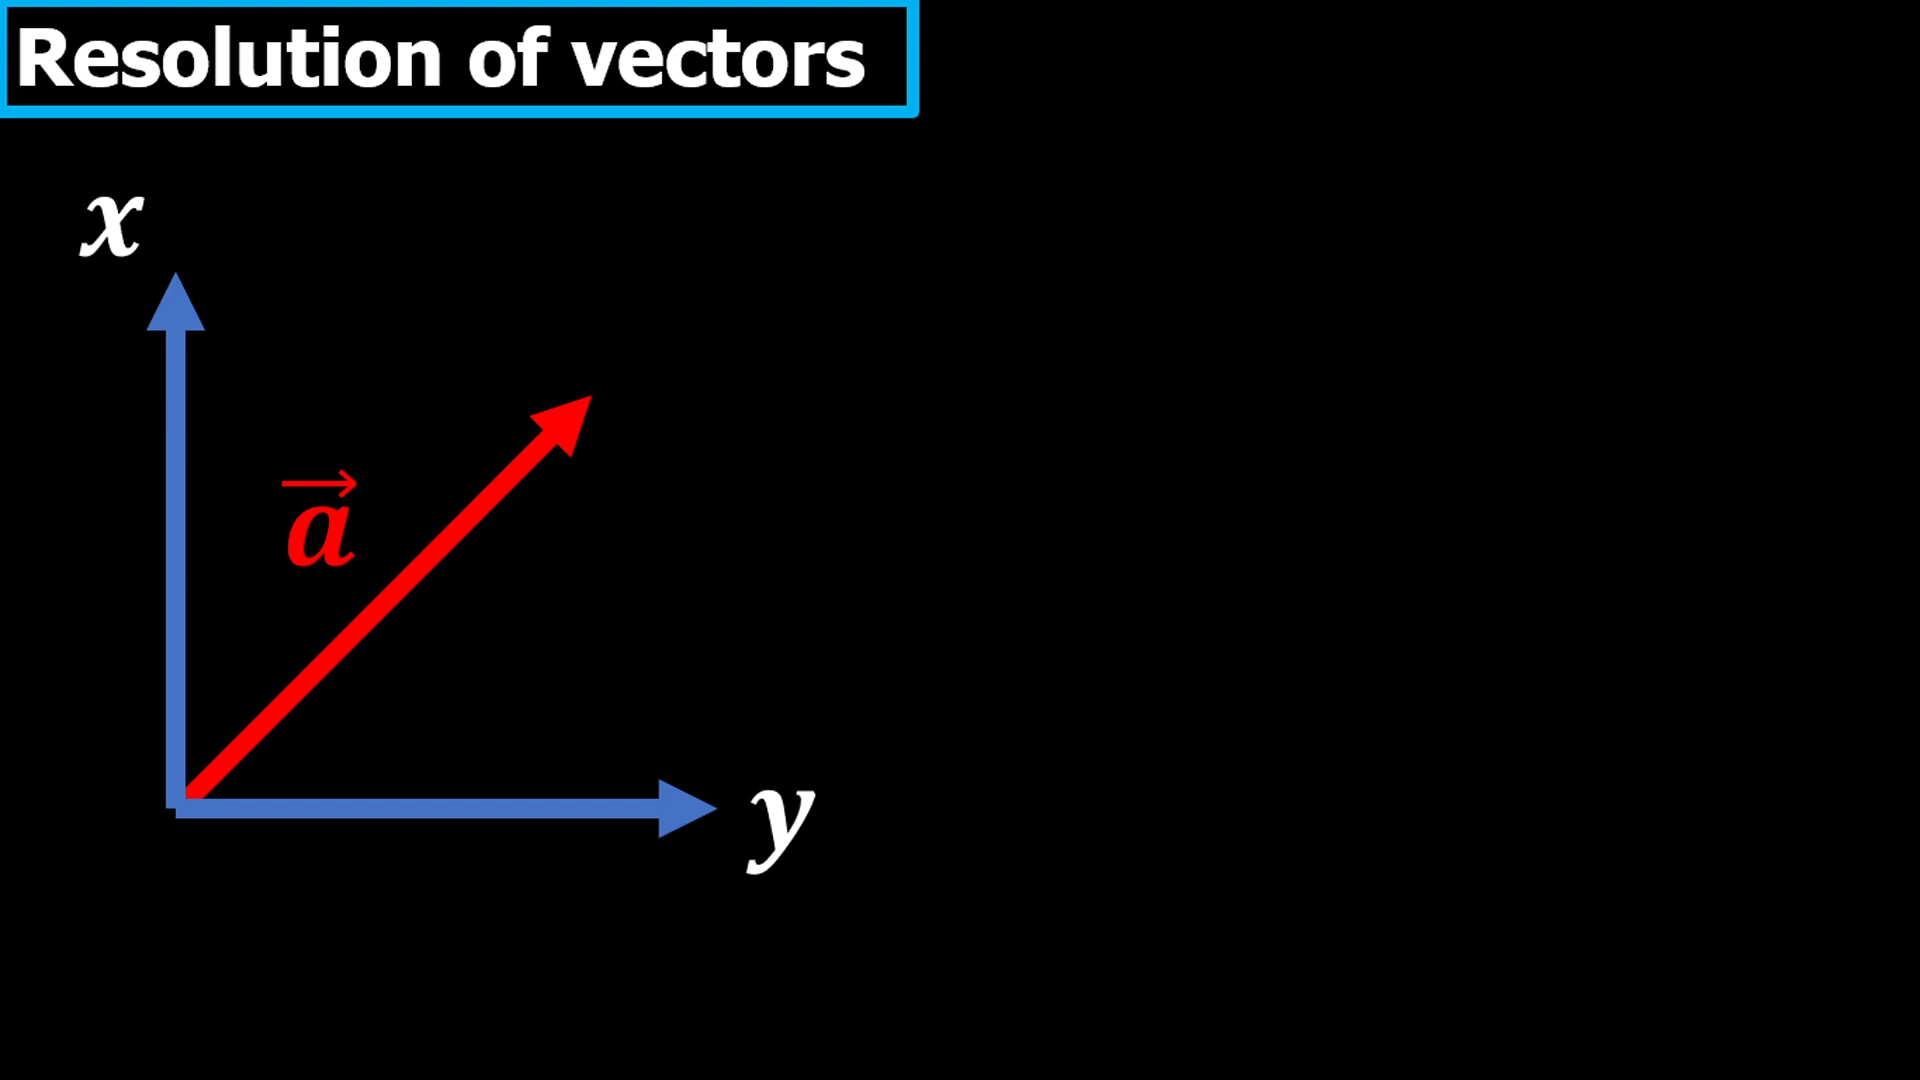 Resolution of vectors
x
a⃗
y